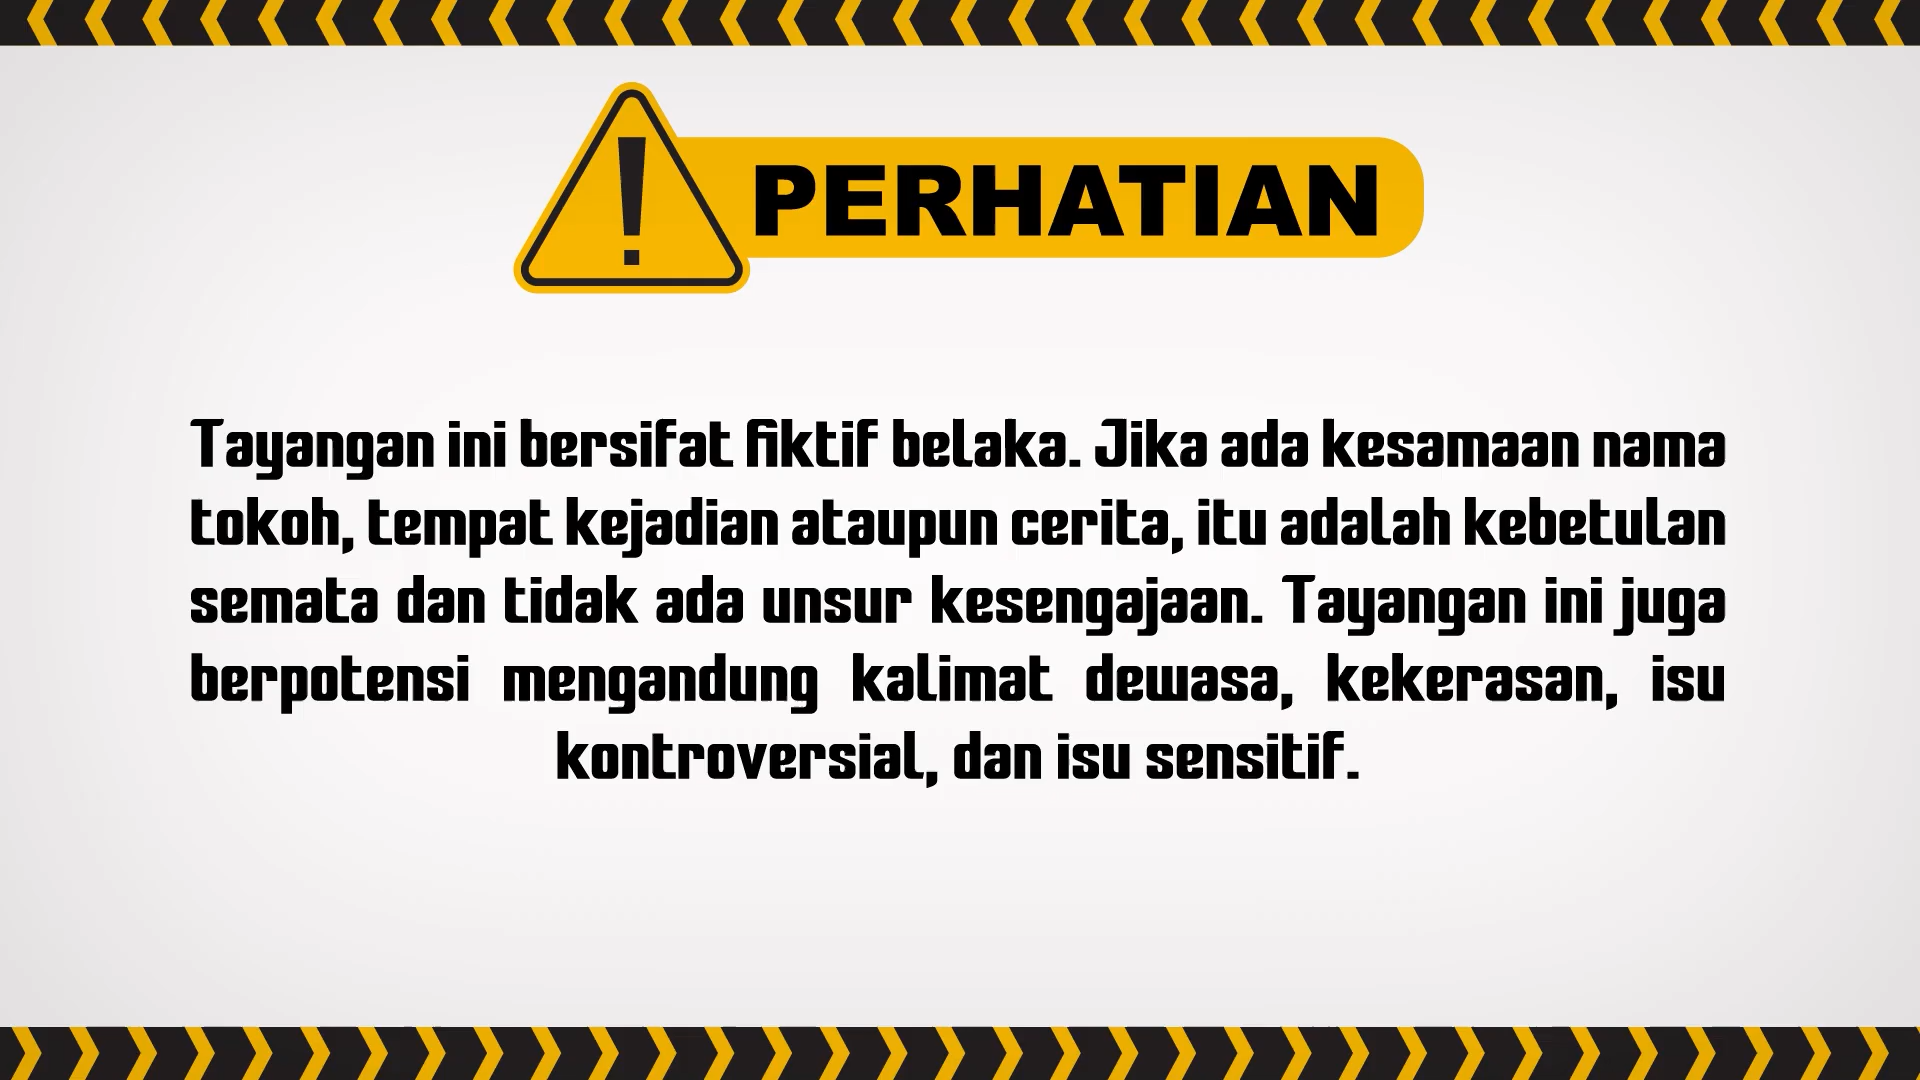 PERHATIAN
Tayangan ini bersifat fiktif belaka. Jika ada kesamaan nama
tokoh, tempat kejadian ataupun cerita, itu adalah kebetulan
semata dan tidak ada unsur kesengajaan. Tayangan ini juga
berpotensi mengandung kalimat dewasa, kekerasan, isu
kontroversial, dan isu sensitif.